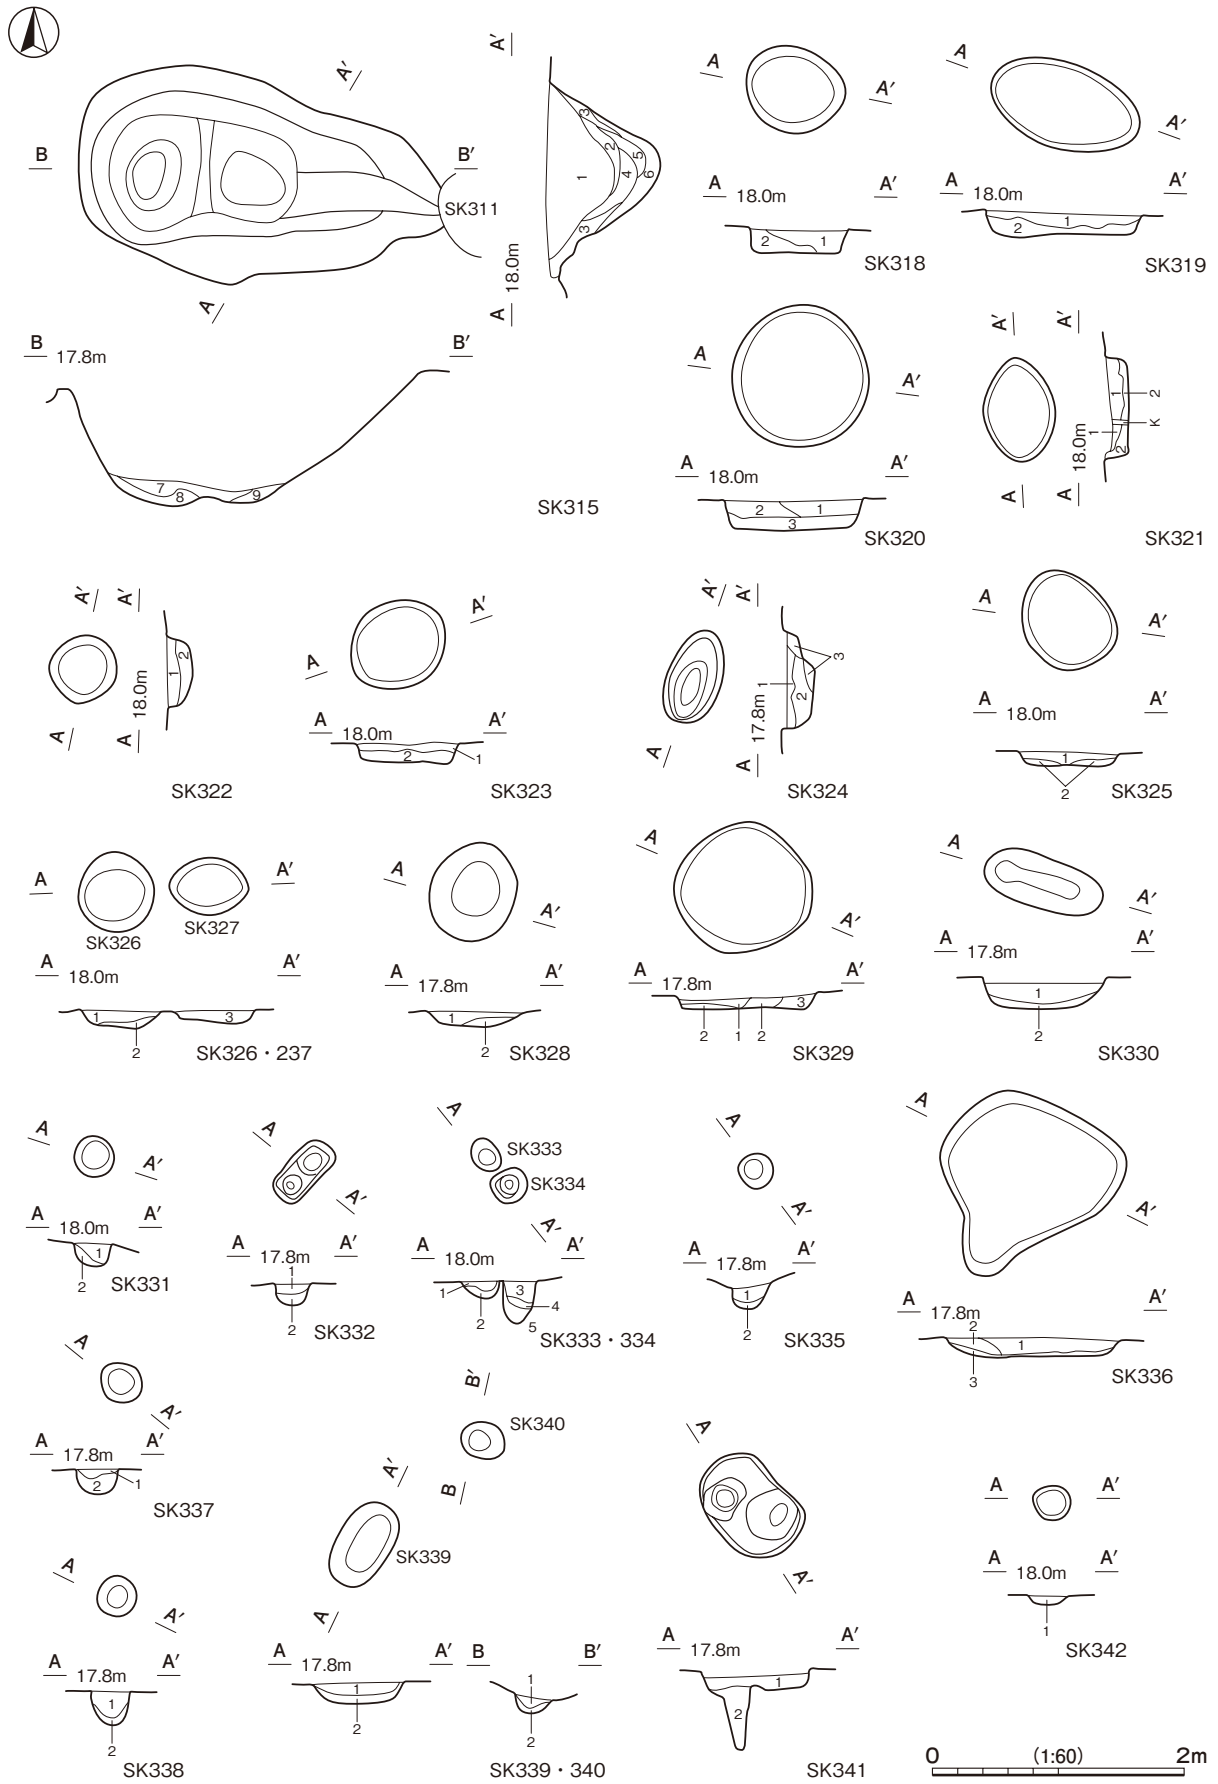 A′
A′
B
B′
SK311
A
A 18.0m
1
2
3
3
4
5
6
B 17.8m
B′
7
8
9
SK315
A
A′
A 18.0m
A′
2
1
SK318
A
A′
A 18.0m
A′
1
2
SK319
A
A′
A 18.0m
A′
2
1
3
SK320
A′
A′
A
A 18.0m
1
2
K
1
2
SK321
A′
A′
A
A 18.0m
1
2
SK322
A′
A
A 18.0m
A′
2
1
SK323
A′
A′
A
A 17.8m
1
2
3
SK324
A
A′
A 18.0m
A′
1
2
SK325
A
A′
SK326
SK327
A 18.0m
A′
1
3
2
SK326・237
A
A′
A 17.8m
A′
1
2
SK328
A
A′
A 17.8m
A′
3
2
1
2
SK329
A
A′
A 17.8m
A′
1
2
SK330
A
A′
A 18.0m
A′
1
2
SK331
A
A′
A 17.8m
A′
1
2
SK332
A
SK333
SK334
A′
A 18.0m
A′
1
3
4
2
5
SK333・334
A
A′
A 17.8m
A′
1
2
SK335
A
A′
A 17.8m
A′
2
1
3
SK336
A
A′
A 17.8m
A′
2
1
SK337
B′
SK340
B
A′
SK339
A
A
A′
A 17.8m
A′
1
2
SK338
A 17.8m
A′
1
2
B
B′
1
2
SK339・340
A
A′
A 17.8m
A′
1
2
SK341
A
A′
A 18.0m
A′
1
SK342
0 (1:60) 2m